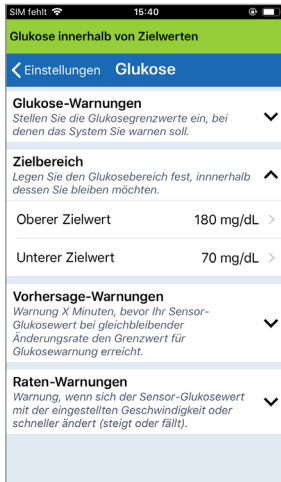 SIM fehlt 15:40
Glukose innerhalb von Zielwerten
Einstellungen Glukose
Glukose-Warnungen
Stellen Sie die Glukosegrenzwerte ein, bei
denen das System Sie warnen soll.
Zielbereich
Legen Sie den Glukosebereich fest, innnerhalb
dessen Sie bleiben möchten.
Oberer Zielwert 180 mg/dL
Unterer Zielwert 70 mg/dL
Vorhersage-Warnungen
Warnung X Minuten, bevor Ihr Sensor-
Glukosewert bei gleichbleibender
Änderungsrate den Grenzwert für
Glukosewarnung erreicht.
Raten-Warnungen
Warnung, wenn sich der Sensor-Glukosewert
mit der eingestellten Geschwindigkeit oder
schneller ändert (steigt oder fällt).